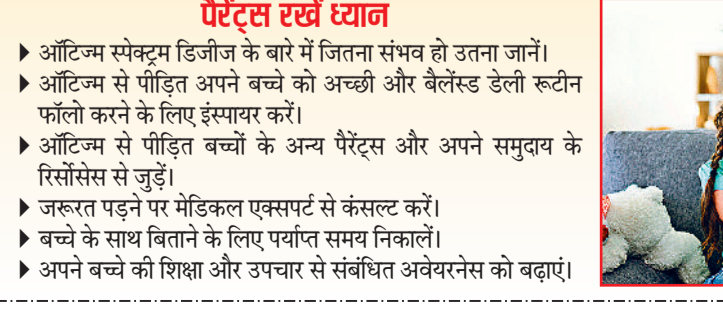 पैरेंट्स रखें ध्यान
ऑटिज्म स्पेक्ट्रम डिजीज के बारे में जितना संभव हो उतना जानें।
ऑटिज्म से पीड़ित अपने बच्चे को अच्छी और बैलेंस्ड डेली रूटीन
फॉलो करने के लिए इंस्पायर करें।
ऑटिज्म से पीड़ित बच्चों के अन्य पैरेंट्स और अपने समुदाय के
रिर्सोसेस से जुड़ें।
जरूरत पड़ने पर मेडिकल एक्सपर्ट से कंसल्ट करें।
बच्चे के साथ बिताने के लिए पर्याप्त समय निकालें।
अपने बच्चे की शिक्षा और उपचार से संबंधित अवेयरनेस को बढ़ाएं।